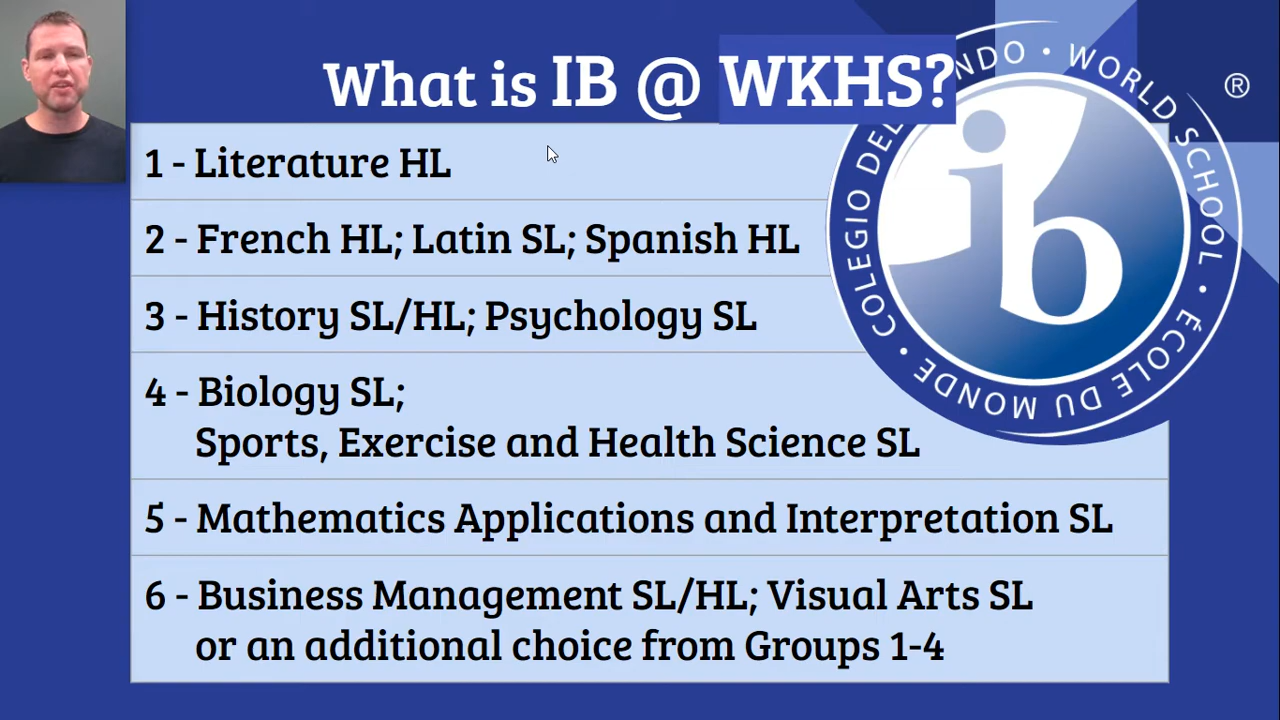 What is IB @ WKHS?
1 - Literature HL
2 - French HL; Latin SL; Spanish HL
3 - History SL/HL; Psychology SL
4 - Biology SL;
Sports, Exercise and Health Science SL
5 - Mathematics Applications and Interpretation SL
6 - Business Management SL/HL; Visual Arts SL
or an additional choice from Groups 1-4
ib
COLEGIO DEL MUNDO • WORLD SCHOOL • ÉCOLE DU MONDE •
®